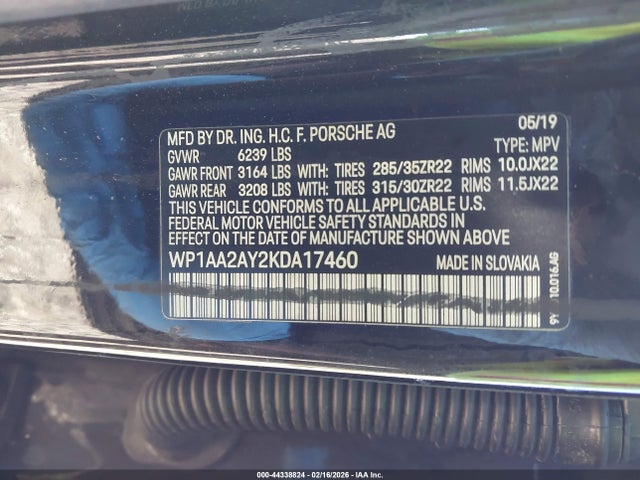 MFD BY DR. ING. H.C. F. PORSCHE AG 05/19
GVWR 6239 LBS TYPE: MPV
GAWR FRONT 3164 LBS WITH: TIRES 285/35ZR22 RIMS 10.0JX22
GAWR REAR 3208 LBS WITH: TIRES 315/30ZR22 RIMS 11.5JX22
THIS VEHICLE CONFORMS TO ALL APPLICABLE U.S.
FEDERAL MOTOR VEHICLE SAFETY STANDARDS IN
EFFECT ON THE DATE OF MANUFACTURE SHOWN ABOVE
WP1AA2AY2KDA17460 MADE IN SLOVAKIA
9Y 10.016.AG
000-44338824 - 02/16/2026 - IAA Inc.